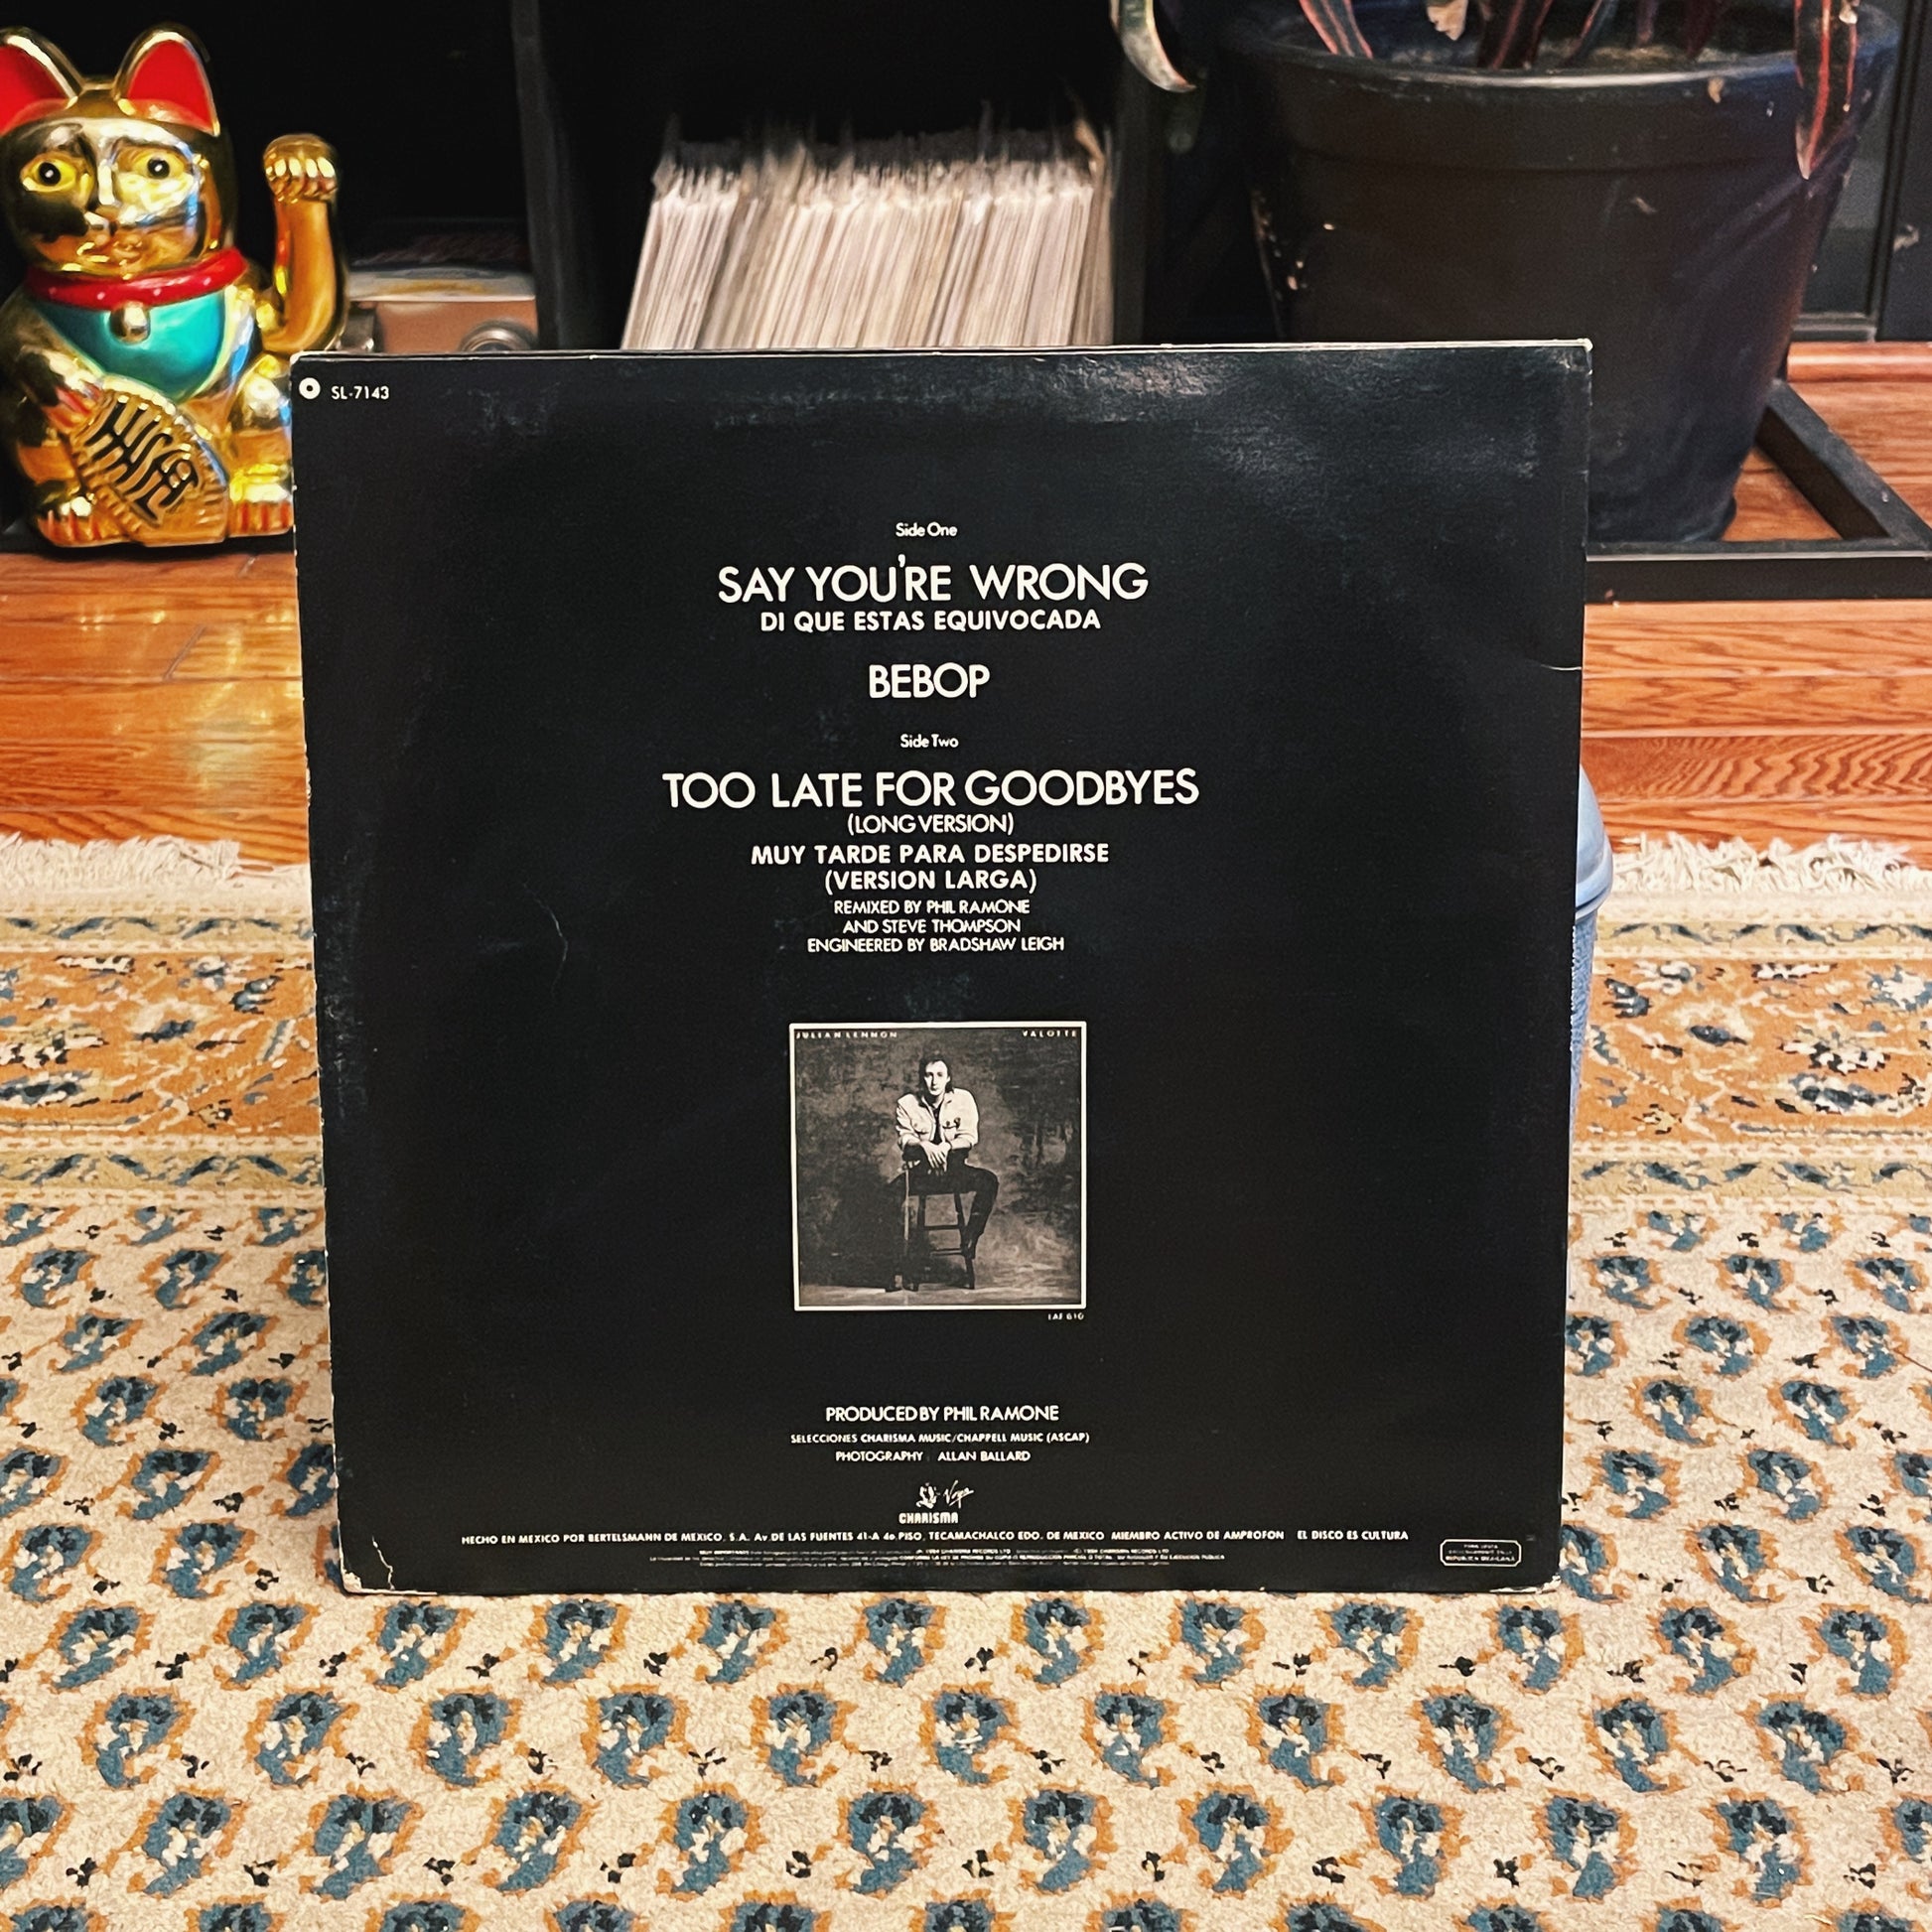 SL-7143
Side One
SAY YOU'RE WRONG
DI QUE ESTAS EQUIVOCADA
BEBOP
Side Two
TOO LATE FOR GOODBYES
(LONG VERSION)
MUY TARDE PARA DESPEDIRSE
(VERSION LARGA)
REMIXED BY PHIL RAMONE
AND STEVE THOMPSON
ENGINEERED BY BRADSHAW LEIGH
JULIAN LENNON VALOTTE
PRODUCED BY PHIL RAMONE
SELECCIONES CHARISMA MUSIC/CHAPPELL MUSIC (ASCAP)
PHOTOGRAPHY ALLAN BALLARD
Virgin
CHARISMA
HECHO EN MEXICO POR BERTELSMANN DE MEXICO, S.A. Av. DE LAS FUENTES 41-A 4o. PISO, TECAMACHALCO EDO. DE MEXICO MIEMBRO ACTIVO DE AMPROFON EL DISCO ES CULTURA
REPUBLICA MEXICANA